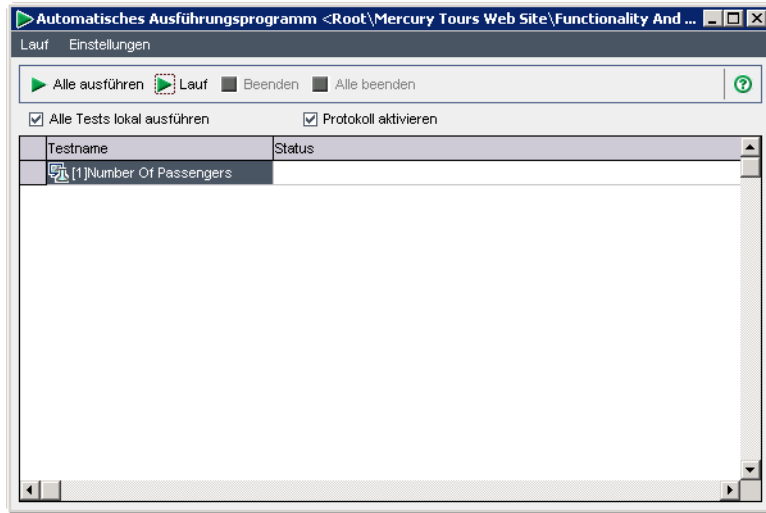 Automatisches Ausführungsprogramm <Root\Mercury Tours Web Site\Functionality And ...
Lauf Einstellungen
Alle ausführen Lauf Beenden Alle beenden
Alle Tests lokal ausführen Protokoll aktivieren
Testname Status
[1]Number Of Passengers